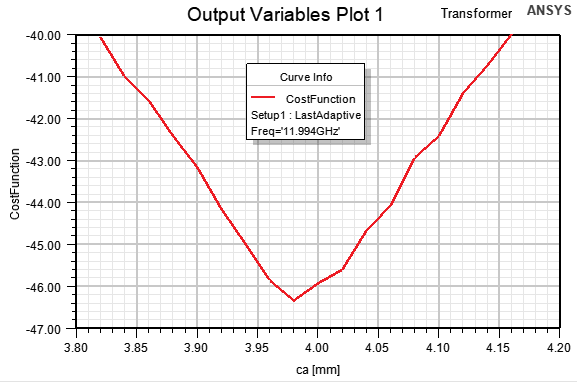 Output Variables Plot 1
Transformer
ANSYS
-40.00
-41.00
-42.00
-43.00
-44.00
-45.00
-46.00
-47.00
CostFunction
Curve Info
CostFunction
Setup1 : LastAdaptive
Freq='11.994GHz'
3.80 3.85 3.90 3.95 4.00 4.05 4.10 4.15 4.20
ca [mm]